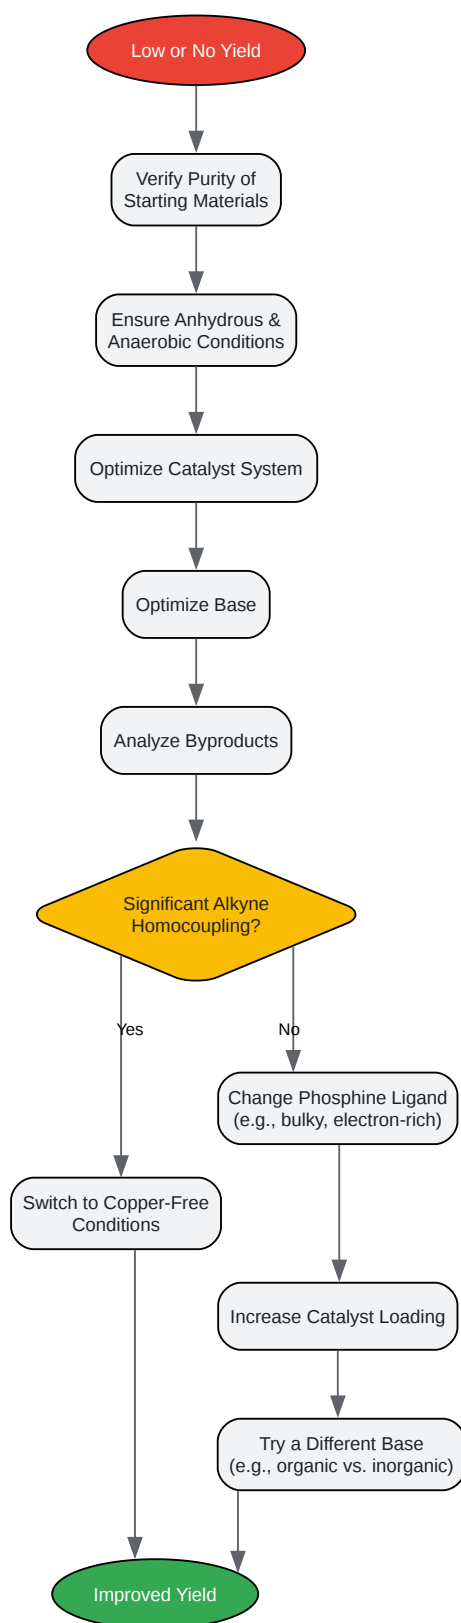 Low or No Yield
Verify Purity of
Starting Materials
Ensure Anhydrous &
Anaerobic Conditions
Optimize Catalyst System
Optimize Base
Analyze Byproducts
Significant Alkyne
Homocoupling?
Yes
No
Change Phosphine Ligand
(e.g., bulky, electron-rich)
Switch to Copper-Free
Conditions
Increase Catalyst Loading
Try a Different Base
(e.g., organic vs. inorganic)
Improved Yield